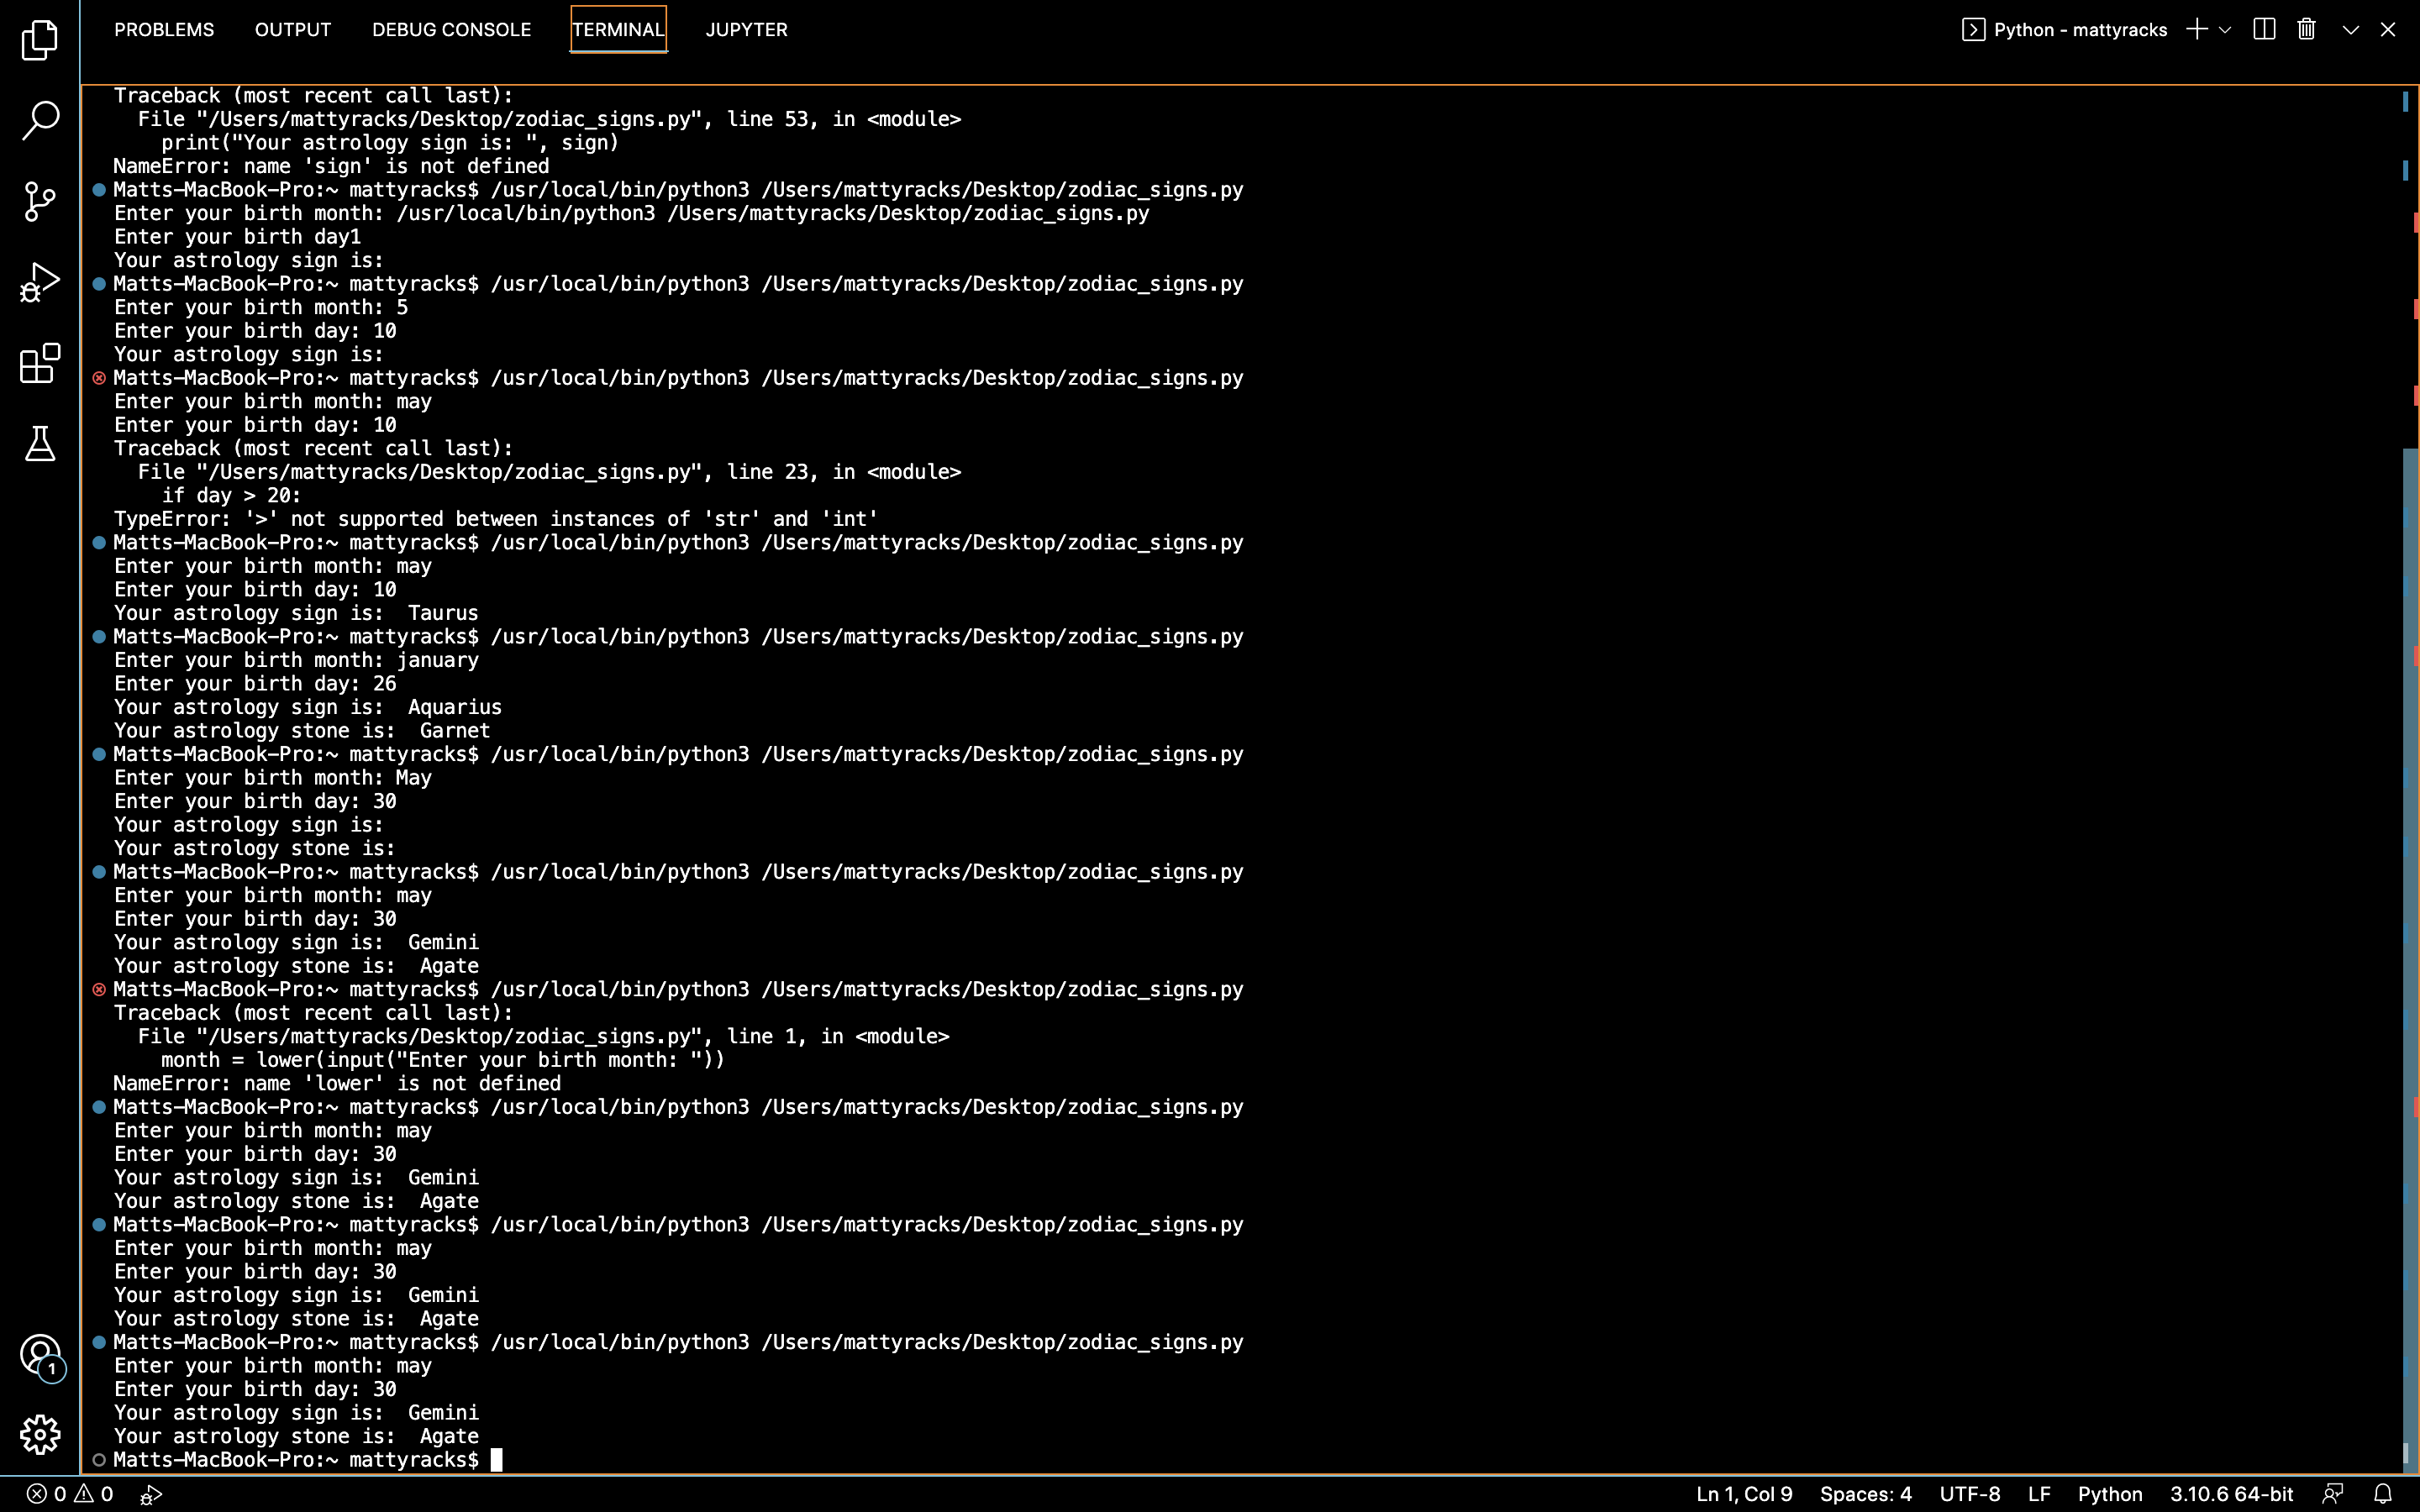 PROBLEMS OUTPUT DEBUG CONSOLE TERMINAL JUPYTER Python - mattyracks
Traceback (most recent call last):
  File "/Users/mattyracks/Desktop/zodiac_signs.py", line 53, in <module>
    print("Your astrology sign is: ", sign)
NameError: name 'sign' is not defined
Matts-MacBook-Pro:~ mattyracks$ /usr/local/bin/python3 /Users/mattyracks/Desktop/zodiac_signs.py
Enter your birth month: /usr/local/bin/python3 /Users/mattyracks/Desktop/zodiac_signs.py
Enter your birth day1
Your astrology sign is:
Matts-MacBook-Pro:~ mattyracks$ /usr/local/bin/python3 /Users/mattyracks/Desktop/zodiac_signs.py
Enter your birth month: 5
Enter your birth day: 10
Your astrology sign is:
Matts-MacBook-Pro:~ mattyracks$ /usr/local/bin/python3 /Users/mattyracks/Desktop/zodiac_signs.py
Enter your birth month: may
Enter your birth day: 10
Traceback (most recent call last):
  File "/Users/mattyracks/Desktop/zodiac_signs.py", line 23, in <module>
    if day > 20:
TypeError: '>' not supported between instances of 'str' and 'int'
Matts-MacBook-Pro:~ mattyracks$ /usr/local/bin/python3 /Users/mattyracks/Desktop/zodiac_signs.py
Enter your birth month: may
Enter your birth day: 10
Your astrology sign is:  Taurus
Matts-MacBook-Pro:~ mattyracks$ /usr/local/bin/python3 /Users/mattyracks/Desktop/zodiac_signs.py
Enter your birth month: january
Enter your birth day: 26
Your astrology sign is:  Aquarius
Your astrology stone is:  Garnet
Matts-MacBook-Pro:~ mattyracks$ /usr/local/bin/python3 /Users/mattyracks/Desktop/zodiac_signs.py
Enter your birth month: May
Enter your birth day: 30
Your astrology sign is:
Your astrology stone is:
Matts-MacBook-Pro:~ mattyracks$ /usr/local/bin/python3 /Users/mattyracks/Desktop/zodiac_signs.py
Enter your birth month: may
Enter your birth day: 30
Your astrology sign is:  Gemini
Your astrology stone is:  Agate
Matts-MacBook-Pro:~ mattyracks$ /usr/local/bin/python3 /Users/mattyracks/Desktop/zodiac_signs.py
Traceback (most recent call last):
  File "/Users/mattyracks/Desktop/zodiac_signs.py", line 1, in <module>
    month = lower(input("Enter your birth month: "))
NameError: name 'lower' is not defined
Matts-MacBook-Pro:~ mattyracks$ /usr/local/bin/python3 /Users/mattyracks/Desktop/zodiac_signs.py
Enter your birth month: may
Enter your birth day: 30
Your astrology sign is:  Gemini
Your astrology stone is:  Agate
Matts-MacBook-Pro:~ mattyracks$ /usr/local/bin/python3 /Users/mattyracks/Desktop/zodiac_signs.py
Enter your birth month: may
Enter your birth day: 30
Your astrology sign is:  Gemini
Your astrology stone is:  Agate
Matts-MacBook-Pro:~ mattyracks$ /usr/local/bin/python3 /Users/mattyracks/Desktop/zodiac_signs.py
Enter your birth month: may
Enter your birth day: 30
Your astrology sign is:  Gemini
Your astrology stone is:  Agate
Matts-MacBook-Pro:~ mattyracks$
1
0 0 Ln 1, Col 9 Spaces: 4 UTF-8 LF Python 3.10.6 64-bit